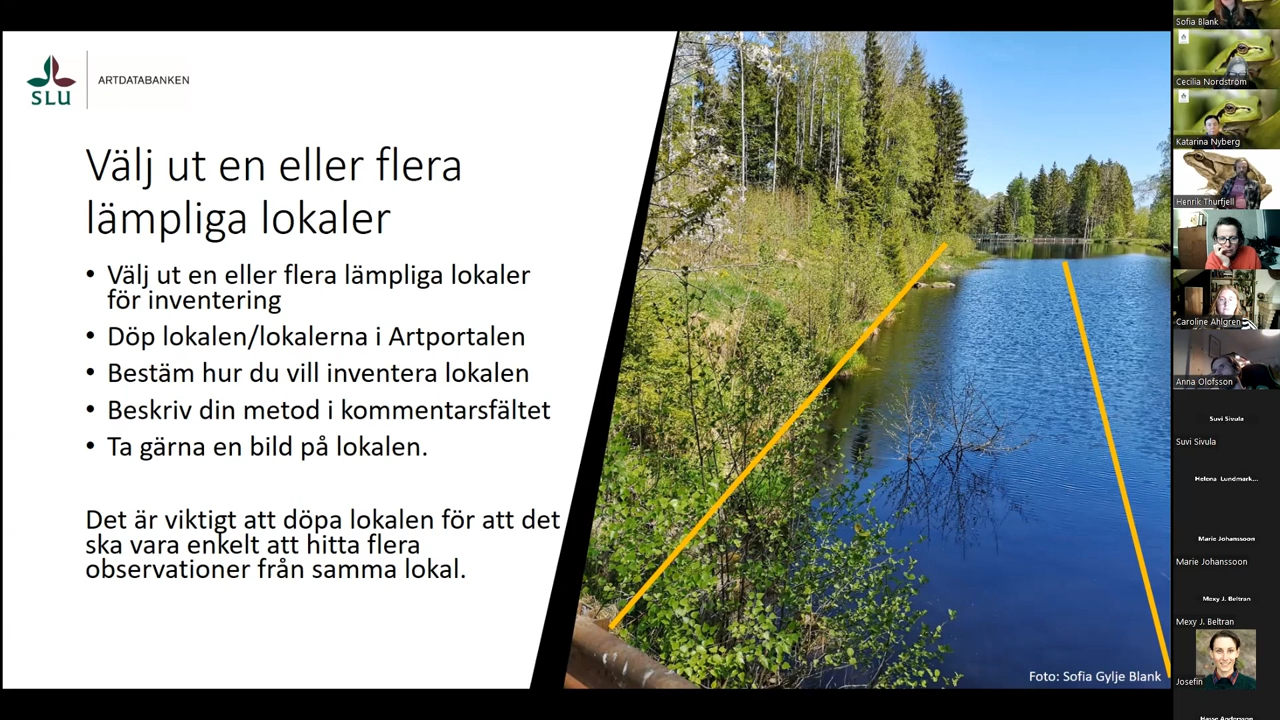 SLU
ARTDATABANKEN
Välj ut en eller flera
lämpliga lokaler
• Välj ut en eller flera lämpliga lokaler
för inventering
• Döp lokalen/lokalerna i Artportalen
• Bestäm hur du vill inventera lokalen
• Beskriv din metod i kommentarsfältet
• Ta gärna en bild på lokalen.
Det är viktigt att döpa lokalen för att det
ska vara enkelt att hitta flera
observationer från samma lokal.
Foto: Sofia Gylje Blank
Sofia Blank
Cecilia Nordström
Katarina Nyberg
Henrik Thurfjell
Caroline Ahlgren
Anna Olofsson
Suvi Sivula
Suvi Sivula
Helena Lundmark...
Marie Johansson
Marie Johansson
Mexy J. Beltran
Mexy J. Beltran
Josefin